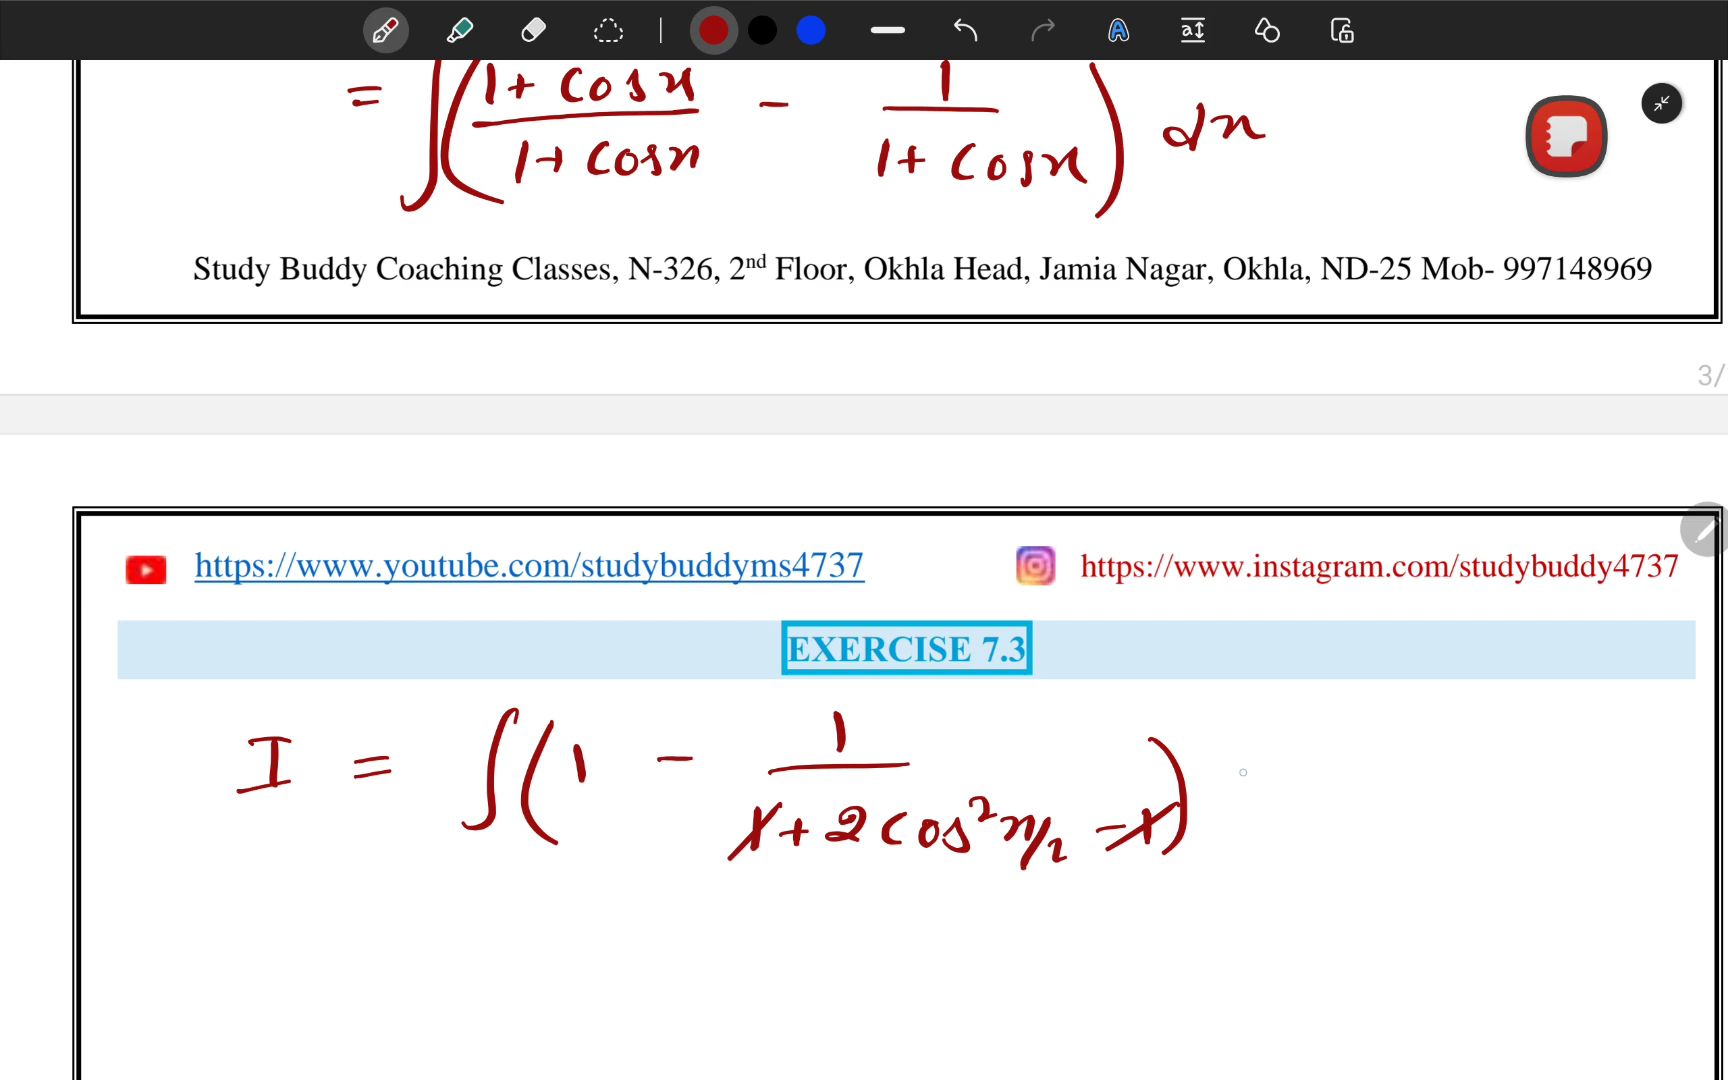 = ∫( (1 + cos x)/(1 + cos x) − 1/(1 + cos x) ) dx
Study Buddy Coaching Classes, N-326, 2nd Floor, Okhla Head, Jamia Nagar, Okhla, ND-25 Mob- 997148969
3/
https://www.youtube.com/studybuddyms4737 https://www.instagram.com/studybuddy4737
EXERCISE 7.3
I = ∫( 1 − 1/(1 + 2 cos² x/2 − 1) )